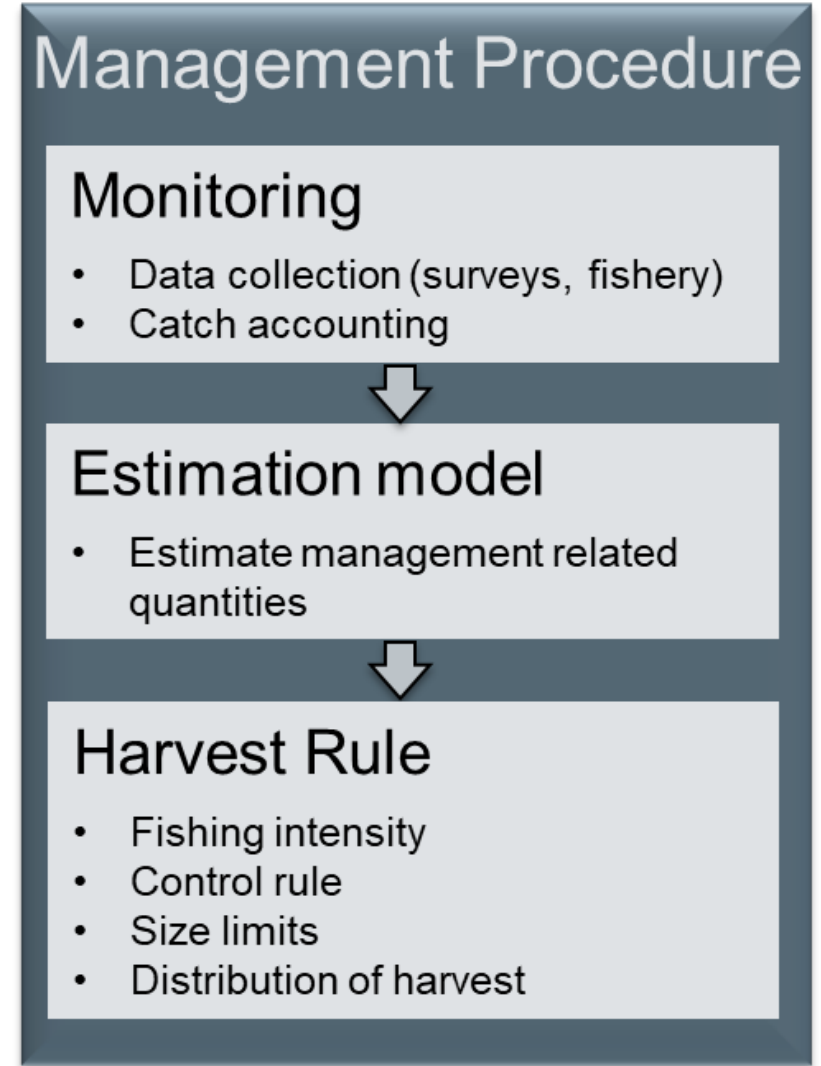 Management Procedure
Monitoring
• Data collection (surveys, fishery)
• Catch accounting
Estimation model
• Estimate management related
quantities
Harvest Rule
• Fishing intensity
• Control rule
• Size limits
• Distribution of harvest